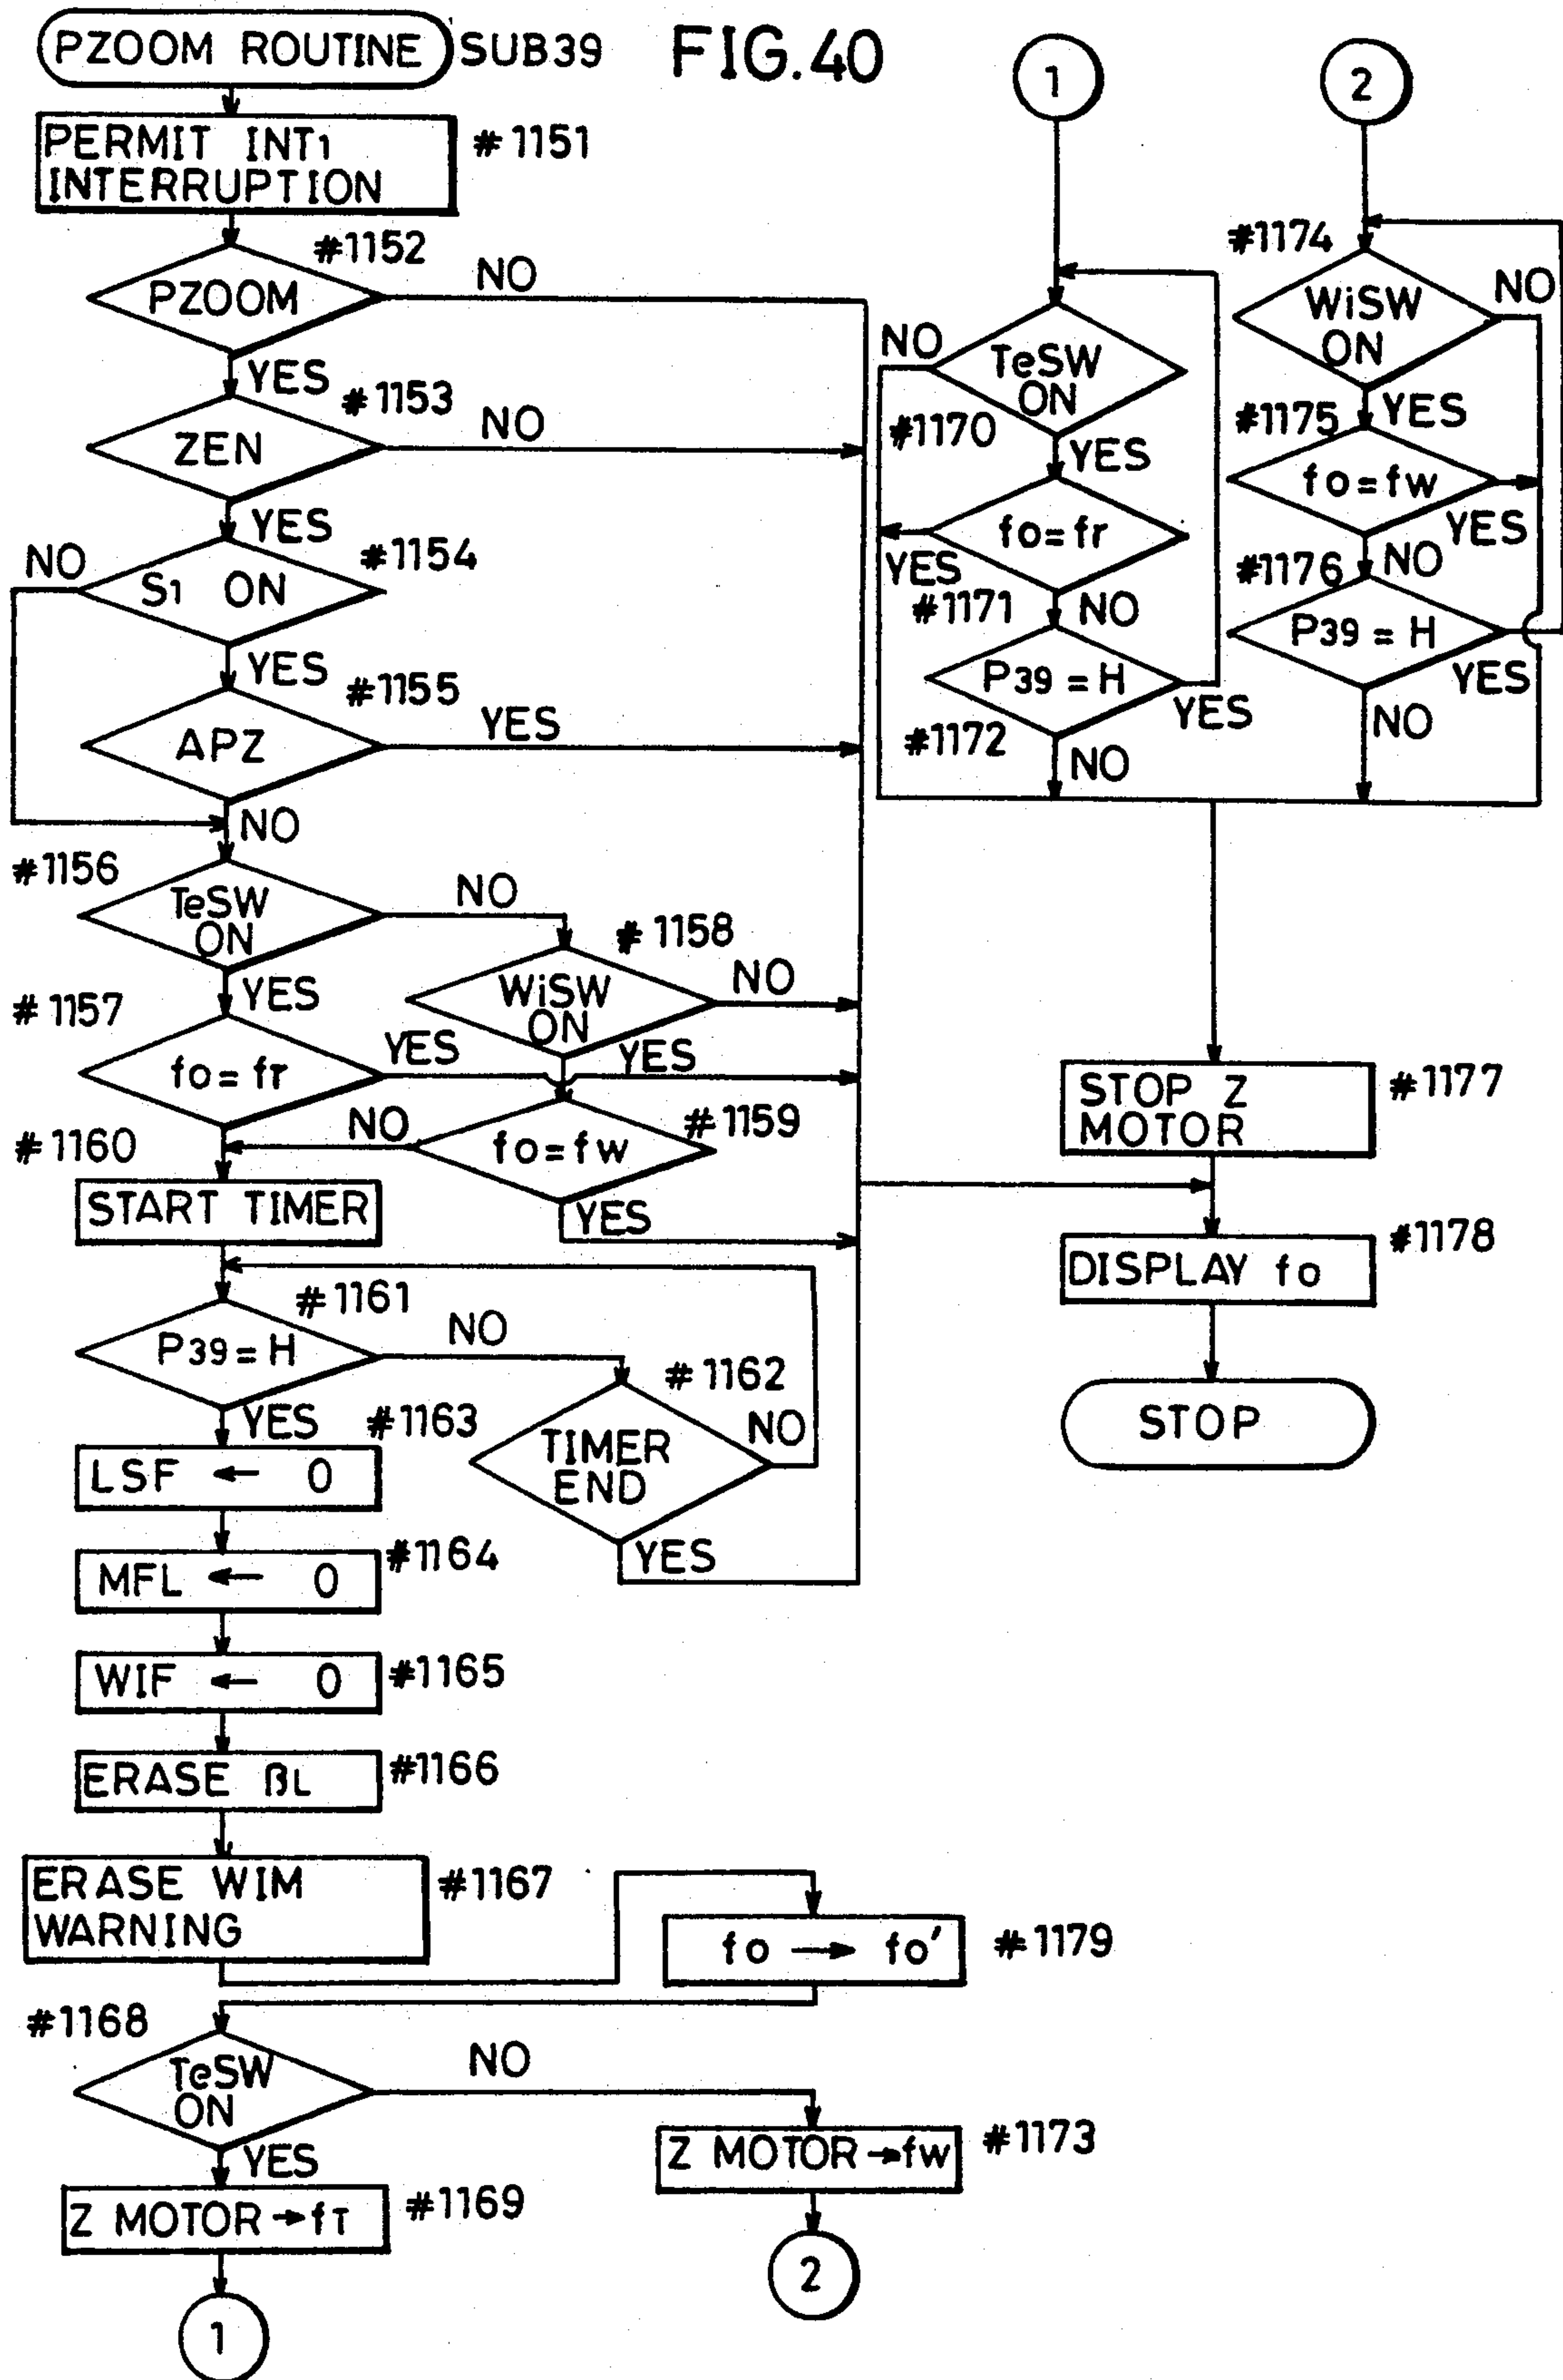 PZOOM ROUTINE SUB39
FIG.40
PERMIT INT1
INTERRUPTION
#1151
#1152
PZOOM
NO
YES
#1153
ZEN
NO
YES
#1154
NO
S1 ON
YES
#1155
APZ
YES
NO
#1156
TeSW
ON
NO
YES
#1158
WiSW
ON
NO
YES
#1157
fo=fr
YES
#1159
fo=fw
NO
YES
#1160
START TIMER
#1161
P39=H
NO
YES
#1162
TIMER
END
NO
YES
#1163
LSF ← 0
MFL ← 0
#1164
WIF ← 0
#1165
ERASE βL
#1166
ERASE WIM
WARNING
#1167
fo → fo'
#1179
#1168
TeSW
ON
NO
YES
Z MOTOR→fw
#1173
Z MOTOR→fT
#1169
2
1
1
NO
TeSW
ON
#1170
YES
fo=fr
YES
#1171
NO
P39=H
YES
#1172
NO
2
#1174
WiSW
ON
NO
#1175
YES
fo=fw
YES
#1176
NO
P39=H
YES
NO
STOP Z
MOTOR
#1177
DISPLAY fo
#1178
STOP